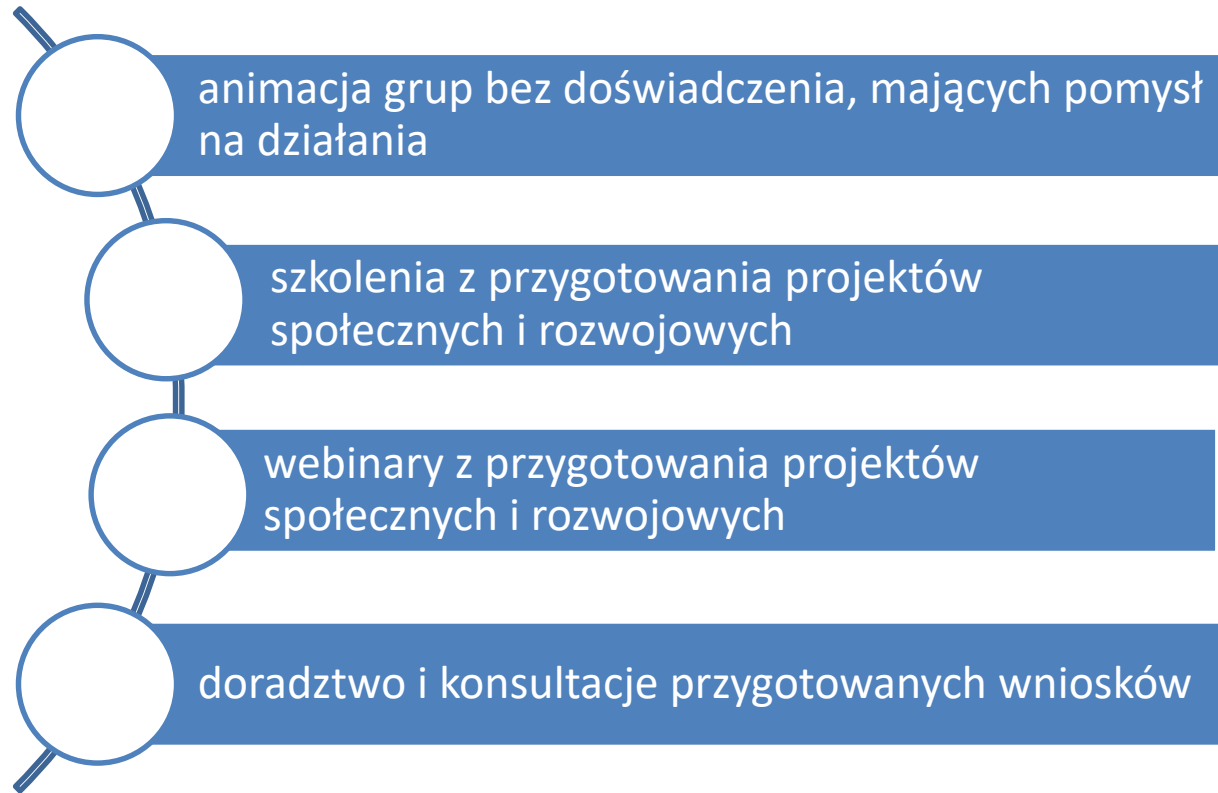 animacja grup bez doświadczenia, mających pomysł
na działania
szkolenia z przygotowania projektów
społecznych i rozwojowych
webinary z przygotowania projektów
społecznych i rozwojowych
doradztwo i konsultacje przygotowanych wniosków